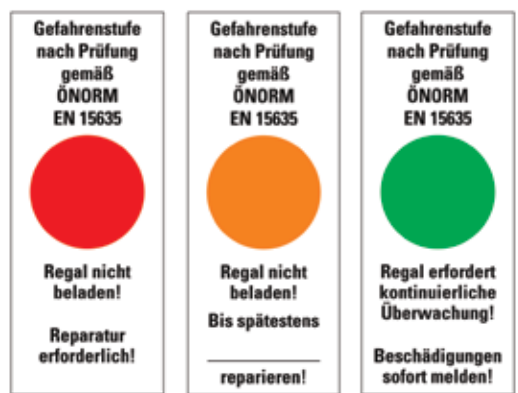 Gefahrenstufe
nach Prüfung
gemäß
ÖNORM
EN 15635
Regal nicht
beladen!
Reparatur
erforderlich!
Gefahrenstufe
nach Prüfung
gemäß
ÖNORM
EN 15635
Regal nicht
beladen!
Bis spätestens
reparieren!
Gefahrenstufe
nach Prüfung
gemäß
ÖNORM
EN 15635
Regal erfordert
kontinuierliche
Überwachung!
Beschädigungen
sofort melden!